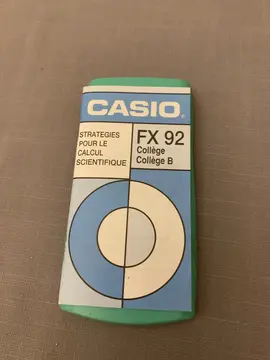 CASIO®
STRATEGIES
POUR LE
CALCUL
SCIENTIFIQUE
FX 92
Collège
Collège B